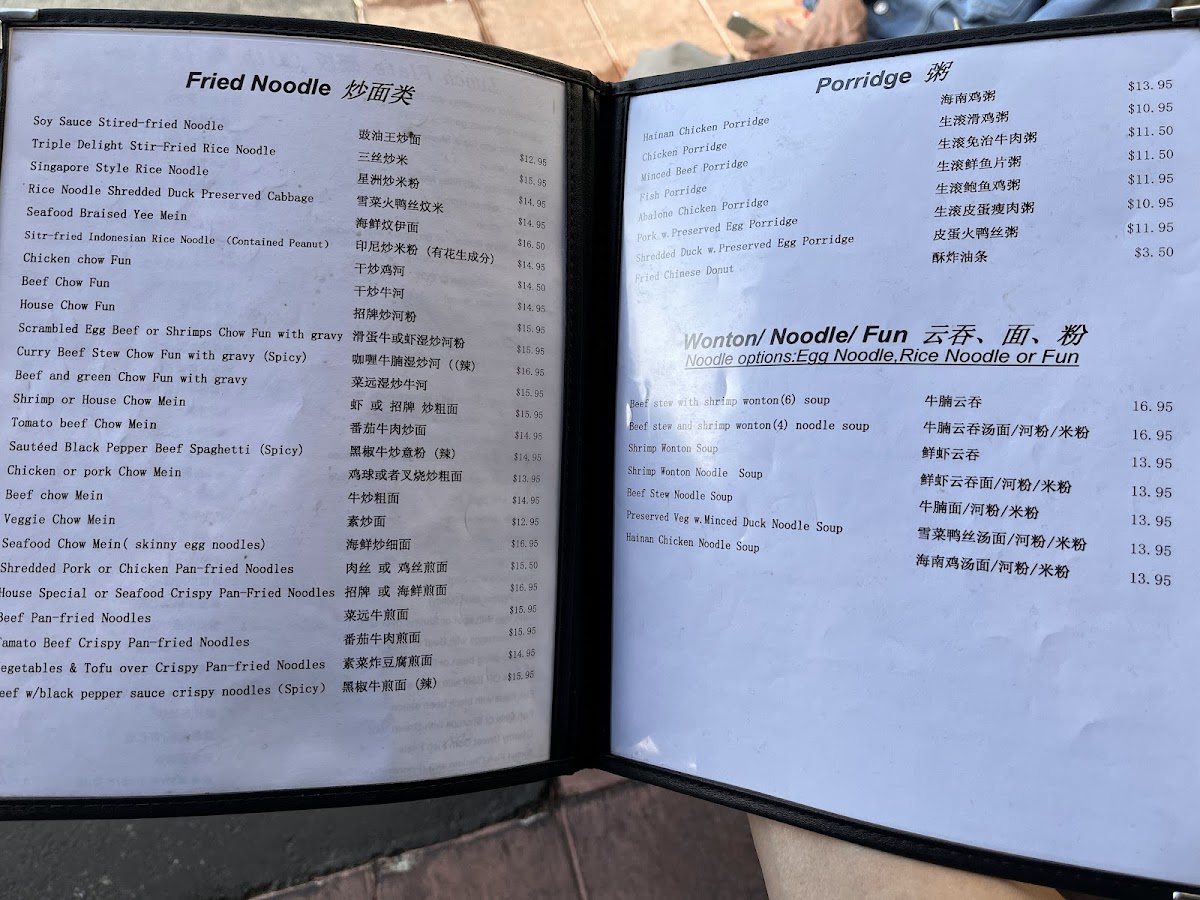 Fried Noodle 炒面类
Soy Sauce Stired-fried Noodle 豉油王炒面 $12.95
Triple Delight Stir-Fried Rice Noodle 三丝炒米 $15.95
Singapore Style Rice Noodle 星洲炒米粉 $14.95
Rice Noodle Shredded Duck Preserved Cabbage 雪菜火鸭丝炆米 $14.95
Seafood Braised Yee Mein 海鲜炆伊面 $16.50
Sitr-fried Indonesian Rice Noodle (Contained Peanut) 印尼炒米粉 (有花生成分) $14.95
Chicken chow Fun 干炒鸡河 $14.50
Beef Chow Fun 干炒牛河 $14.95
House Chow Fun 招牌炒河粉 $15.95
Scrambled Egg Beef or Shrimps Chow Fun with gravy 滑蛋牛或虾湿炒河粉 $15.95
Curry Beef Stew Chow Fun with gravy (Spicy) 咖喱牛腩湿炒河 ((辣) $16.95
Beef and green Chow Fun with gravy 菜远湿炒牛河 $15.95
Shrimp or House Chow Mein 虾 或 招牌 炒粗面 $15.95
Tomato beef Chow Mein 番茄牛肉炒面 $14.95
Sautéed Black Pepper Beef Spaghetti (Spicy) 黑椒牛炒意粉 (辣) $14.95
Chicken or pork Chow Mein 鸡球或者叉烧炒粗面 $13.95
Beef chow Mein 牛炒粗面 $14.95
Veggie Chow Mein 素炒面 $12.95
Seafood Chow Mein( skinny egg noodles) 海鲜炒细面 $16.95
Shredded Pork or Chicken Pan-fried Noodles 肉丝 或 鸡丝煎面 $15.50
House Special or Seafood Crispy Pan-Fried Noodles 招牌 或 海鲜煎面 $16.95
Beef Pan-fried Noodles 菜远牛煎面 $15.95
Tamato Beef Crispy Pan-fried Noodles 番茄牛肉煎面 $15.95
egetables & Tofu over Crispy Pan-fried Noodles 素菜炸豆腐煎面 $14.95
eef w/black pepper sauce crispy noodles (Spicy) 黑椒牛煎面 (辣) $15.95
Porridge 粥
Hainan Chicken Porridge 海南鸡粥 $13.95
Chicken Porridge 生滚滑鸡粥 $10.95
Minced Beef Porridge 生滚免治牛肉粥 $11.50
Fish Porridge 生滚鲜鱼片粥 $11.50
Abalone Chicken Porridge 生滚鲍鱼鸡粥 $11.95
Pork w.Preserved Egg Porridge 生滚皮蛋瘦肉粥 $10.95
Shredded Duck w.Preserved Egg Porridge 皮蛋火鸭丝粥 $11.95
Fried Chinese Donut 酥炸油条 $3.50
Wonton/ Noodle/ Fun 云吞、面、粉
Noodle options:Egg Noodle,Rice Noodle or Fun
Beef stew with shrimp wonton(6) soup 牛腩云吞 16.95
Beef stew and shrimp wonton(4) noodle soup 牛腩云吞汤面/河粉/米粉 16.95
Shrimp Wonton Soup 鲜虾云吞 13.95
Shrimp Wonton Noodle Soup 鲜虾云吞面/河粉/米粉 13.95
Beef Stew Noodle Soup 牛腩面/河粉/米粉 13.95
Preserved Veg w.Minced Duck Noodle Soup 雪菜鸭丝汤面/河粉/米粉 13.95
Hainan Chicken Noodle Soup 海南鸡汤面/河粉/米粉 13.95